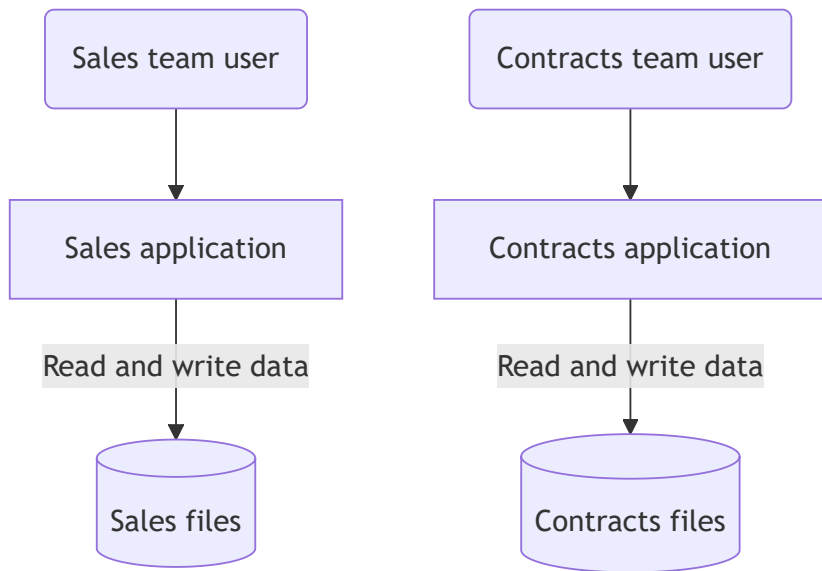 Sales team user
Contracts team user
Sales application
Contracts application
Read and write data
Read and write data
Sales files
Contracts files